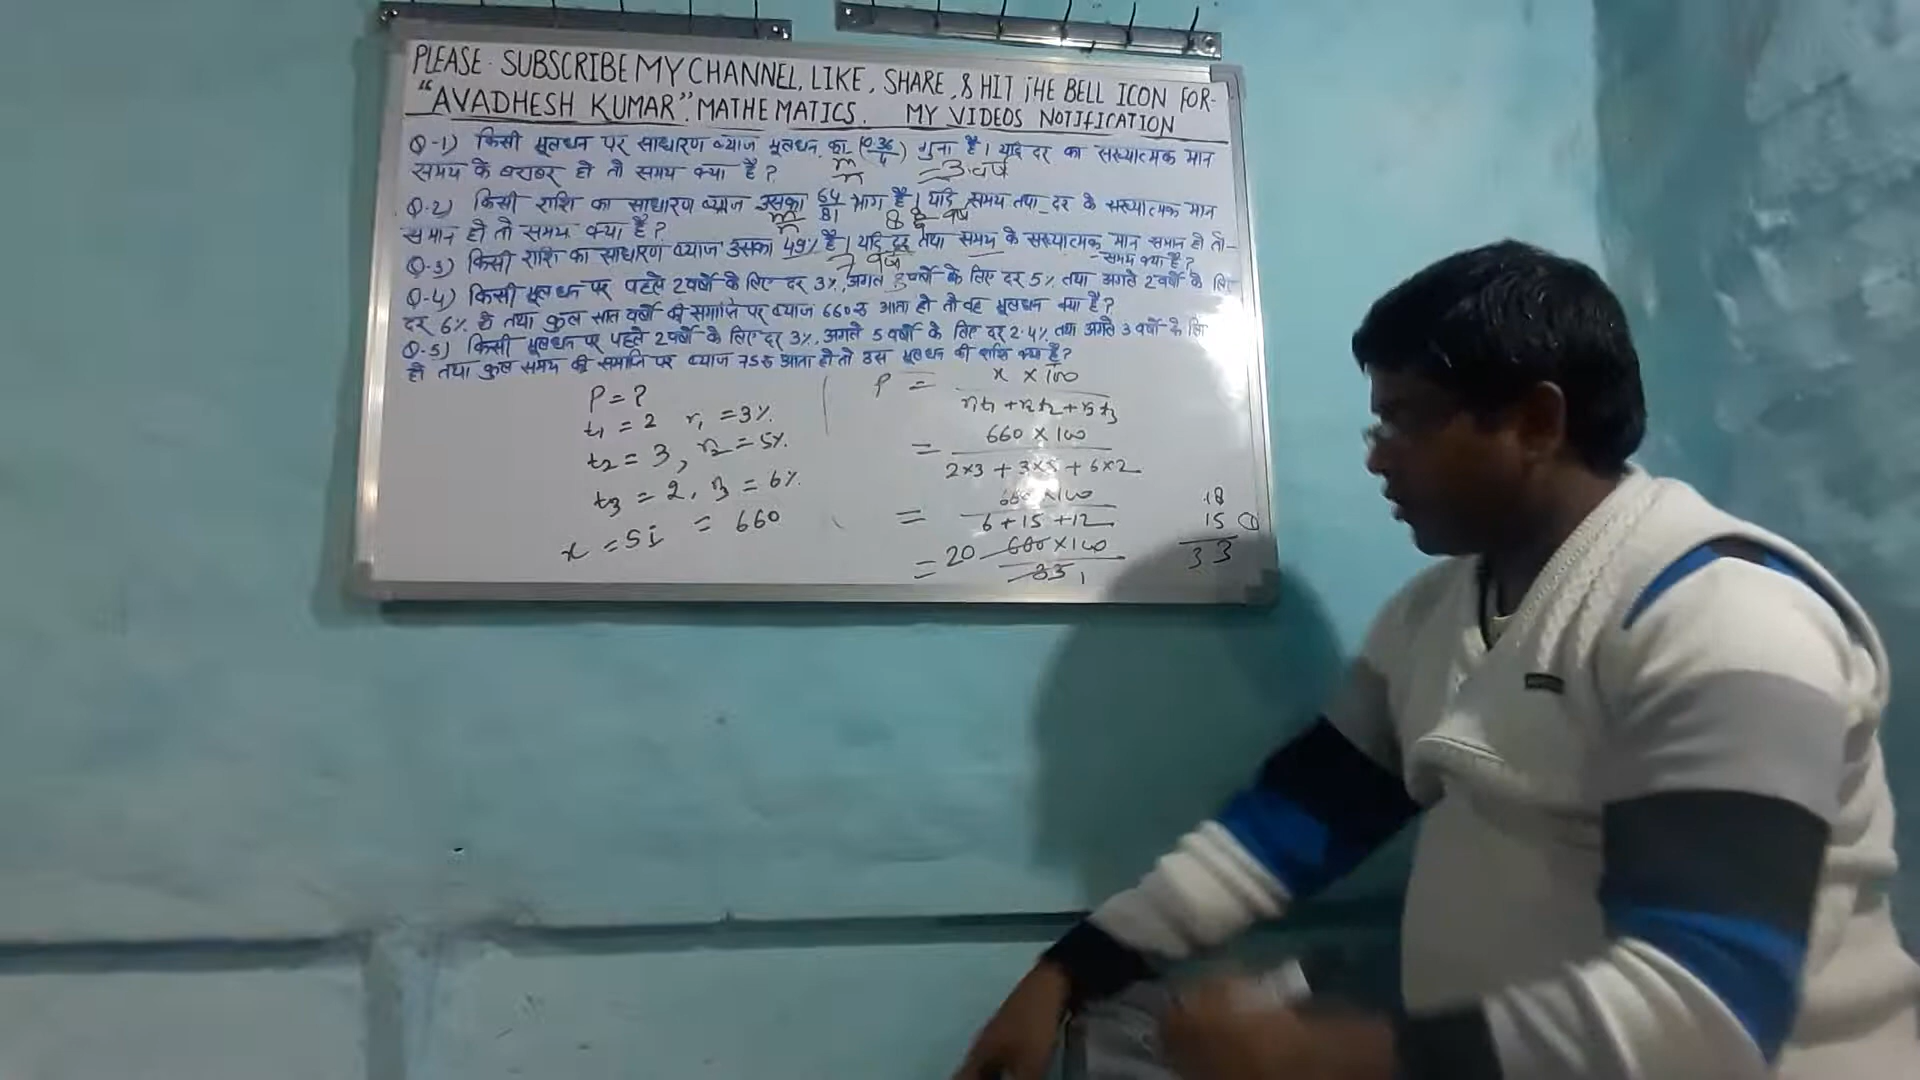 PLEASE. SUBSCRIBE MY CHANNEL, LIKE, SHARE, & HIT THE BELL ICON FOR-
"AVADHESH KUMAR". MATHEMATICS. MY VIDEOS NOTIFICATION
Q-1) किसी मूलधन पर साधारण ब्याज मूलधन का (0.36/4) गुना है। यदि दर का संख्यात्मक मान
समय के बराबर हो तो समय क्या है? m/n =3 वर्ष
Q-2) किसी राशि का साधारण ब्याज उसका 64/81 भाग है। यदि समय तथा दर के संख्यात्मक मान
समान हो तो समय क्या है? m/n 8 वर्ष
Q-3) किसी राशि का साधारण ब्याज उसका 49% है। यदि दर तथा समय के संख्यात्मक मान समान हो तो-
समय क्या है? 7 वर्ष
Q-4) किसी मूलधन पर पहले 2 वर्षो के लिए दर 3%, अगले 3 वर्षो के लिए दर 5% तथा अगले 2 वर्षो के लिए
दर 6% है तथा कुल सात वर्षो की समाप्ति पर ब्याज 660 रु आता हो तो वह मूलधन क्या है?
Q-5) किसी मूलधन पर पहले 2 वर्षो के लिए दर 3%, अगले 5 वर्षो के लिए दर 2.4% तथा अगले 3 वर्षो के लि
हो तथा कुल समय की समाप्ति पर ब्याज 75 रु आता हो तो उस मूलधन की राशि क्या है?
P = ?
t1 = 2 r1 = 3%
t2 = 3, r2 = 5%
t3 = 2, r3 = 6%
x = SI = 660
P = x × 100
r1t1 + r2t2 + r3t3
= 660 × 100
2×3 + 3×5 + 6×2
= 660 × 100
6 + 15 + 12
= 20 660 × 100
33 1
18
15
33